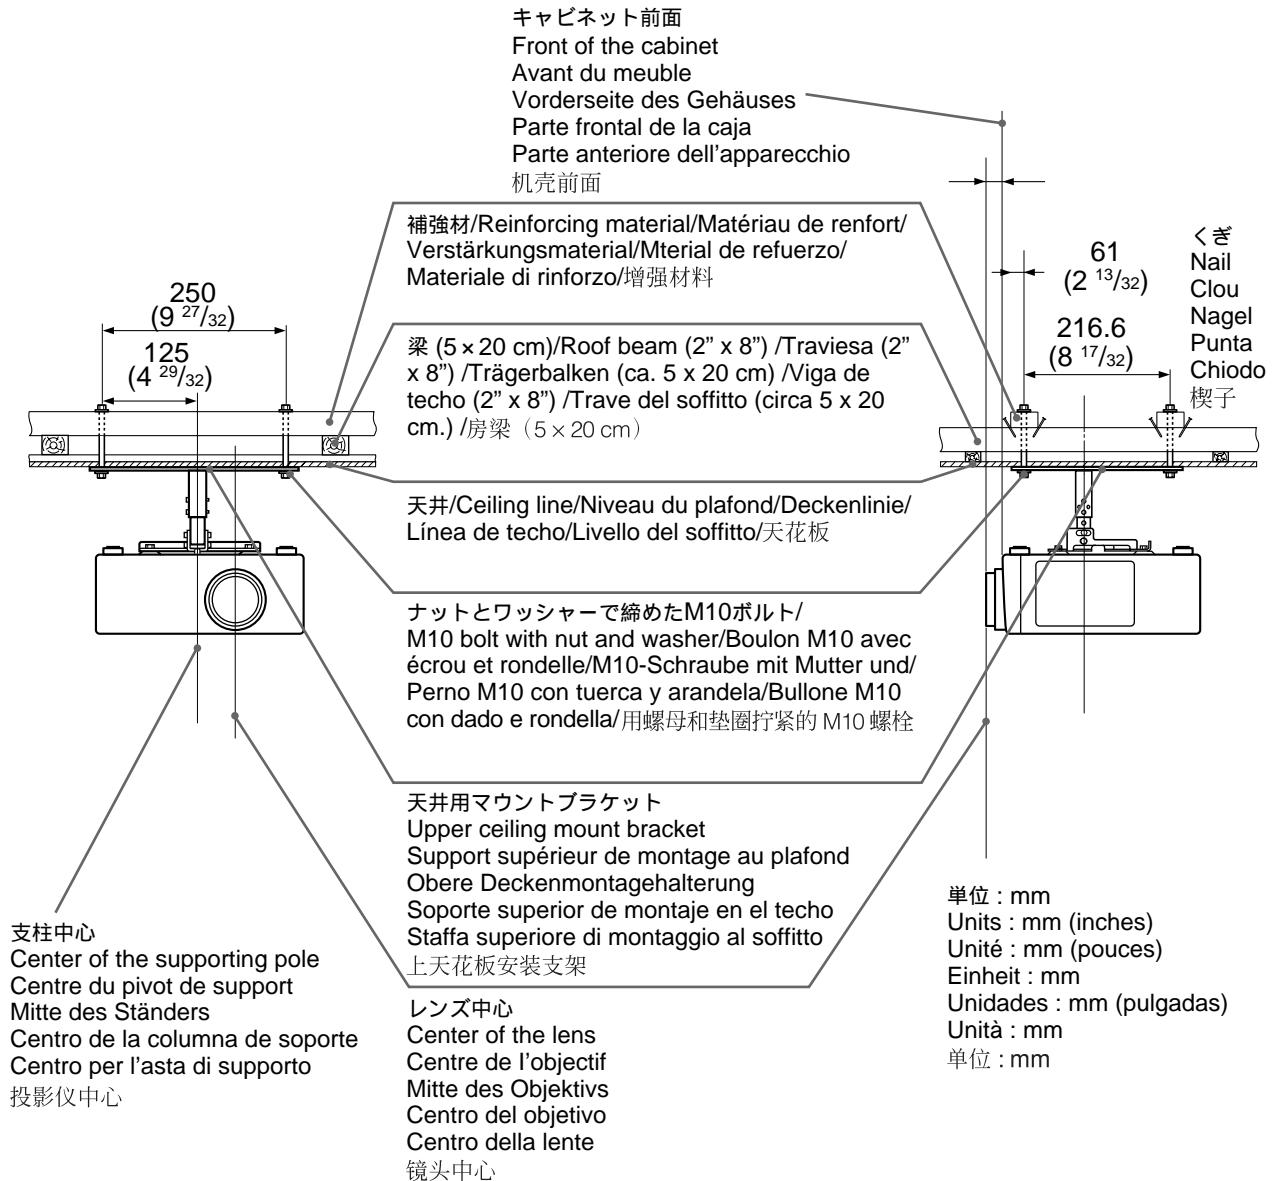 キャビネット前面
Front of the cabinet
Avant du meuble
Vorderseite des Gehäuses
Parte frontal de la caja
Parte anteriore dell'apparecchio
机壳前面
補強材/Reinforcing material/Matériau de renfort/
Verstärkungsmaterial/Mterial de refuerzo/
Materiale di rinforzo/增强材料
250
(9 27/32)
125
(4 29/32)
梁 (5 × 20 cm)/Roof beam (2” x 8”) /Traviesa (2”
x 8”) /Trägerbalken (ca. 5 x 20 cm) /Viga de
techo (2” x 8”) /Trave del soffitto (circa 5 x 20
cm.) /房梁（5 × 20 cm）
61
(2 13/32)
216.6
(8 17/32)
くぎ
Nail
Clou
Nagel
Punta
Chiodo
楔子
天井/Ceiling line/Niveau du plafond/Deckenlinie/
Línea de techo/Livello del soffitto/天花板
ナットとワッシャーで締めたM10ボルト/
M10 bolt with nut and washer/Boulon M10 avec
écrou et rondelle/M10-Schraube mit Mutter und/
Perno M10 con tuerca y arandela/Bullone M10
con dado e rondella/用螺母和垫圈拧紧的 M10 螺栓
天井用マウントブラケット
Upper ceiling mount bracket
Support supérieur de montage au plafond
Obere Deckenmontagehalterung
Soporte superior de montaje en el techo
Staffa superiore di montaggio al soffitto
上天花板安装支架
支柱中心
Center of the supporting pole
Centre du pivot de support
Mitte des Ständers
Centro de la columna de soporte
Centro per l'asta di supporto
投影仪中心
レンズ中心
Center of the lens
Centre de l'objectif
Mitte des Objektivs
Centro del objetivo
Centro della lente
镜头中心
単位 : mm
Units : mm (inches)
Unité : mm (pouces)
Einheit : mm
Unidades : mm (pulgadas)
Unità : mm
单位 : mm